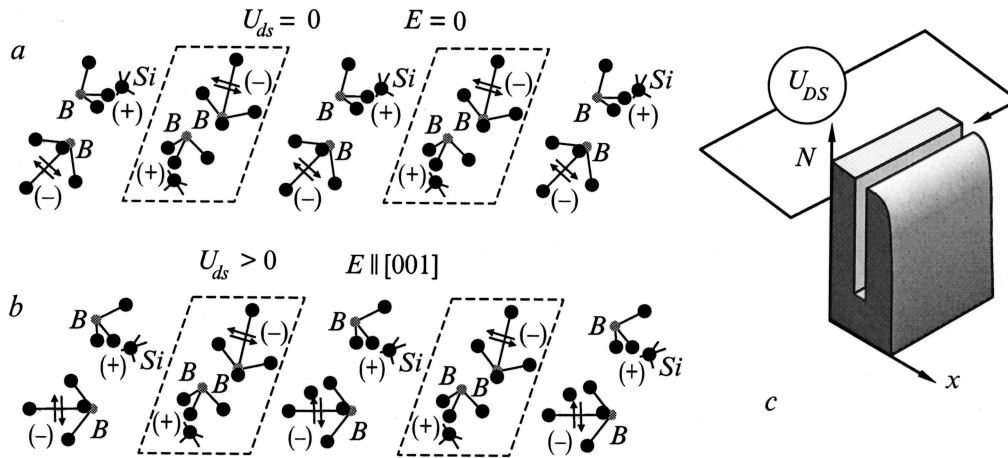 U_ds = 0 E = 0
a
Si Si Si
B (−) B (−) B
(+) (+) (+)
B B B B
B (+) B (+) B
(−) (−) (−)
U_ds > 0 E || [001]
b
B (−) B (−) B
Si Si Si
(+) (+) (+)
B B B B
(−) B (+) (−) B (+) (−) B
U_DS
N
x
c